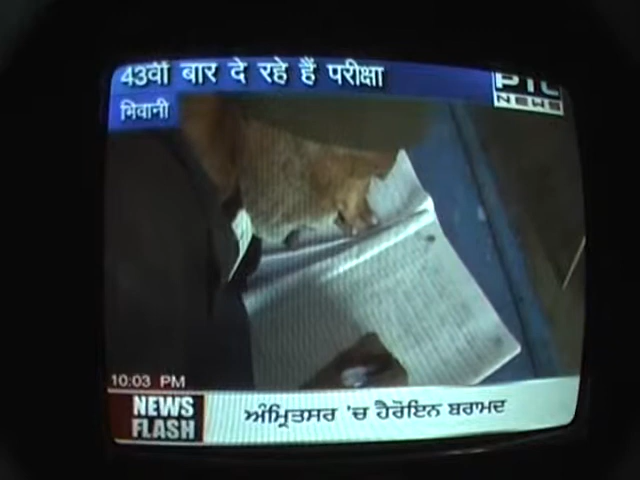 43वीं बार दे रहे हैं परीक्षा
PTC
NEWS
भिवानी
10:03 PM
NEWS
FLASH
ਅੰਮ੍ਰਿਤਸਰ 'ਚ ਹੈਰੋਇਨ ਬਰਾਮਦ